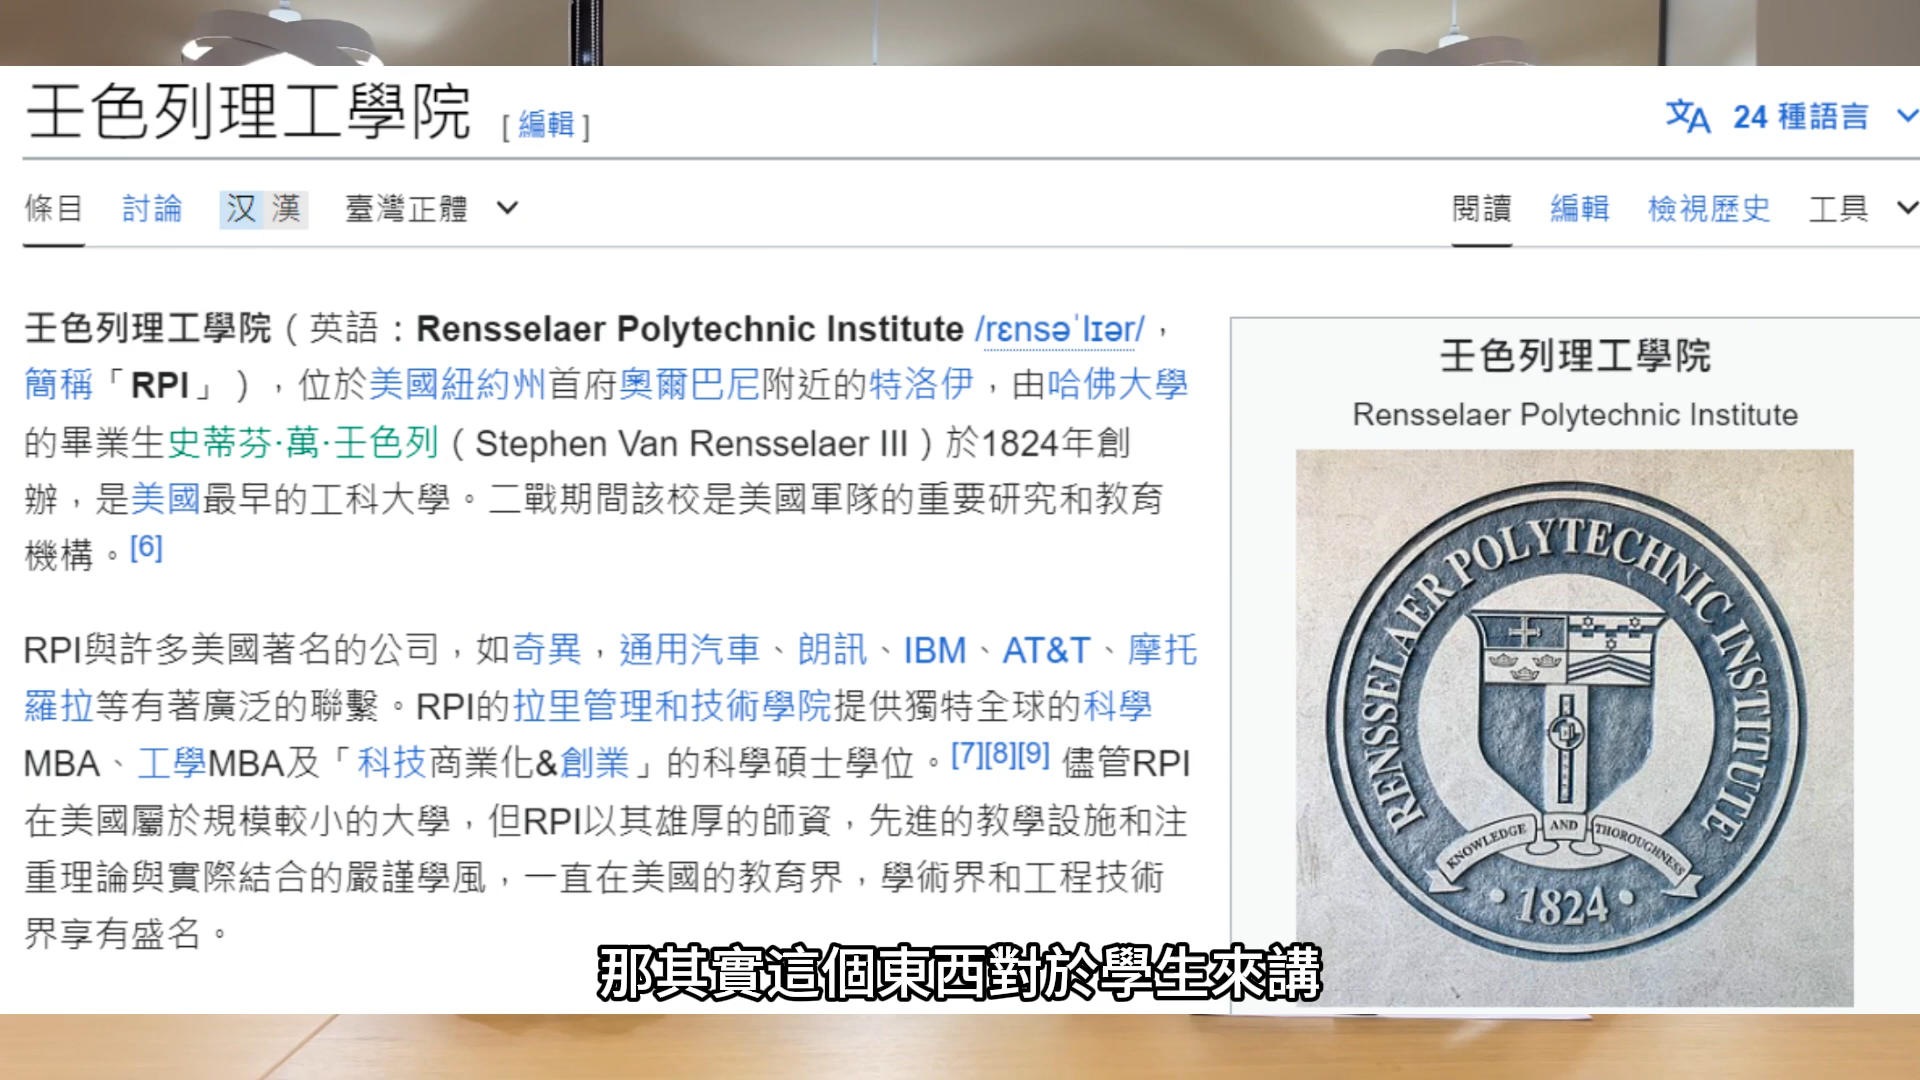 壬色列理工學院 [ 編輯 ]
文A 24 種語言
條目 討論 汉 漢 臺灣正體
閱讀 編輯 檢視歷史 工具
壬色列理工學院（英語：Rensselaer Polytechnic Institute /rɛnsəˈlɪər/，
簡稱「RPI」），位於美國紐約州首府奧爾巴尼附近的特洛伊，由哈佛大學
的畢業生史蒂芬·萬·壬色列（Stephen Van Rensselaer III）於1824年創
辦，是美國最早的工科大學。二戰期間該校是美國軍隊的重要研究和教育
機構。[6]
RPI與許多美國著名的公司，如奇異，通用汽車、朗訊、IBM、AT&T、摩托
羅拉等有著廣泛的聯繫。RPI的拉里管理和技術學院提供獨特全球的科學
MBA、工學MBA及「科技商業化&創業」的科學碩士學位。[7][8][9] 儘管RPI
在美國屬於規模較小的大學，但RPI以其雄厚的師資，先進的教學設施和注
重理論與實際結合的嚴謹學風，一直在美國的教育界，學術界和工程技術
界享有盛名。
壬色列理工學院
Rensselaer Polytechnic Institute
RENSSELAER POLYTECHNIC INSTITUTE
KNOWLEDGE AND THOROUGHNESS
• 1824 •
那其實這個東西對於學生來講